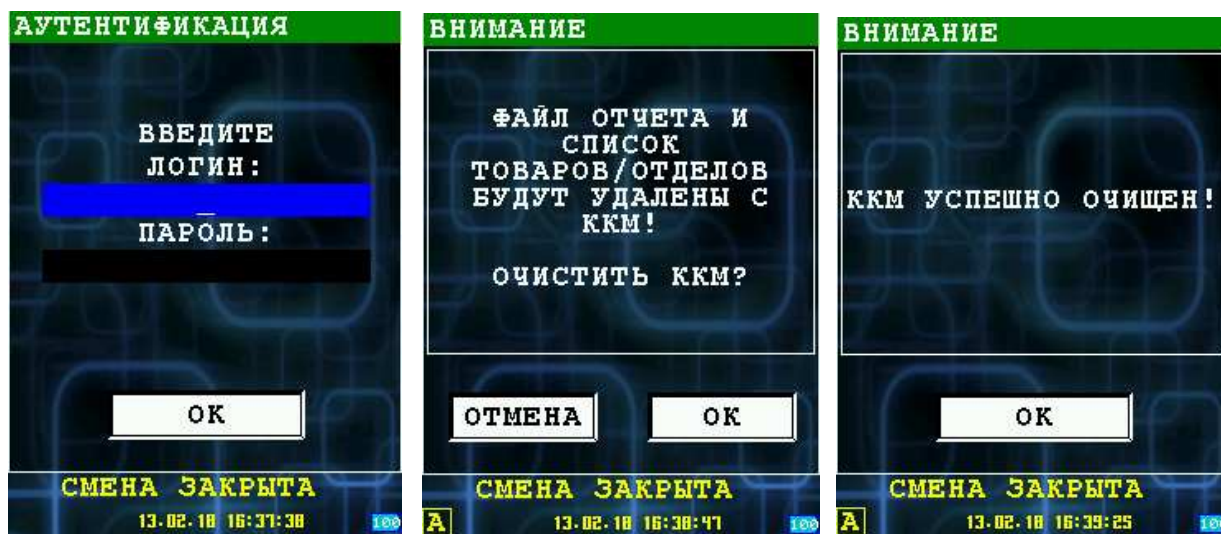 АУТЕНТИФИКАЦИЯ
ВВЕДИТЕ
ЛОГИН:
ПАРОЛЬ:
ОК
СМЕНА ЗАКРЫТА
13.02.18 16:37:38
100
ВНИМАНИЕ
ФАЙЛ ОТЧЕТА И
СПИСОК
ТОВАРОВ/ОТДЕЛОВ
БУДУТ УДАЛЕНЫ С
ККМ!
ОЧИСТИТЬ ККМ?
ОТМЕНА
ОК
СМЕНА ЗАКРЫТА
А
13.02.18 16:38:47
100
ВНИМАНИЕ
ККМ УСПЕШНО ОЧИЩЕН!
ОК
СМЕНА ЗАКРЫТА
А
13.02.18 16:39:25